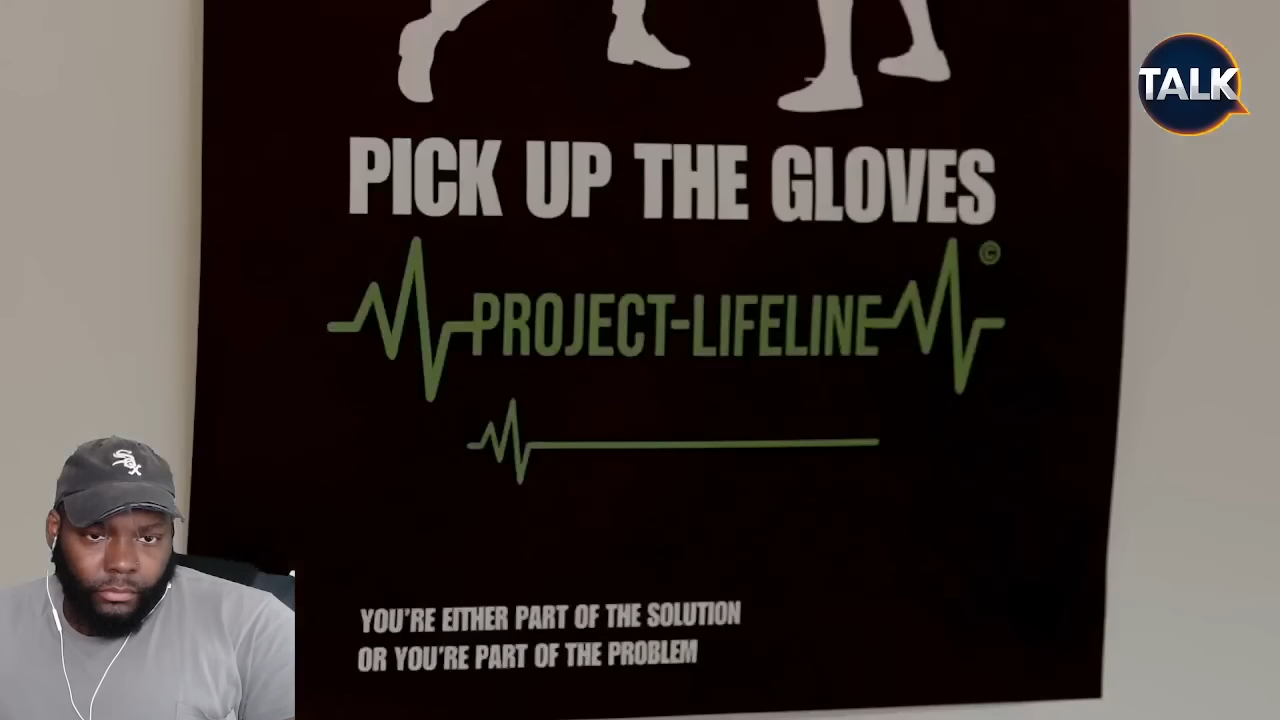 TALK
PICK UP THE GLOVES
©
PROJECT-LIFELINE
YOU'RE EITHER PART OF THE SOLUTION
OR YOU'RE PART OF THE PROBLEM
Sox